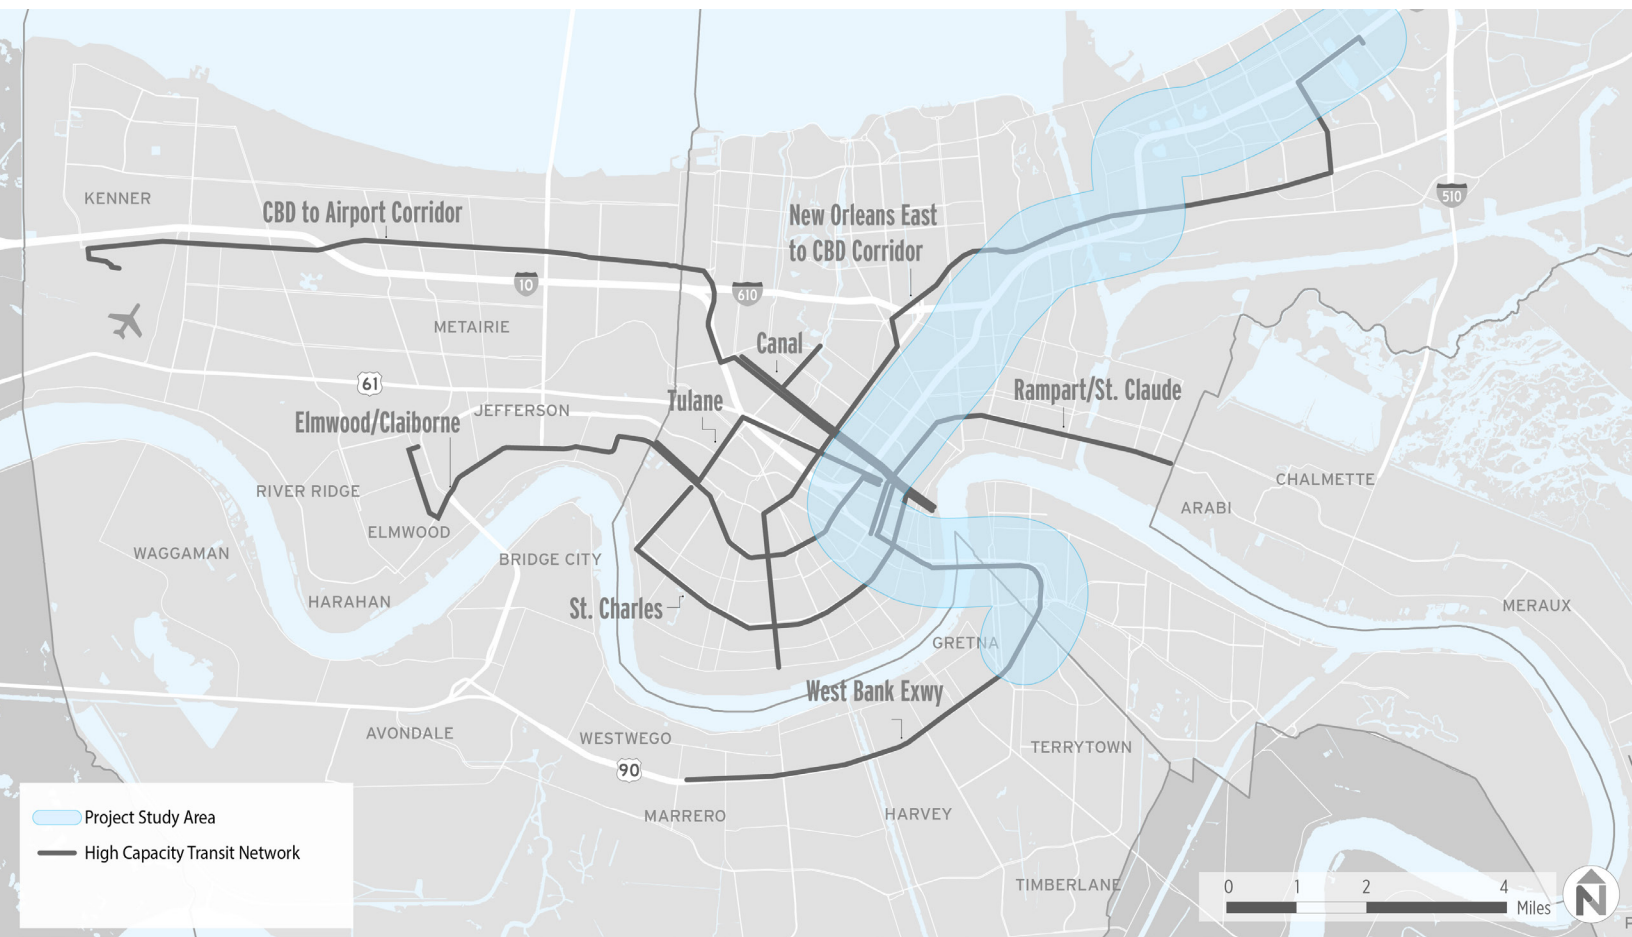 510
KENNER
CBD to Airport Corridor
New Orleans East
to CBD Corridor
10
610
METAIRIE
Canal
61
Tulane
Rampart/St. Claude
JEFFERSON
Elmwood/Claiborne
RIVER RIDGE
CHALMETTE
ARABI
ELMWOOD
WAGGAMAN
BRIDGE CITY
HARAHAN
St. Charles
MERAUX
GRETNA
West Bank Exwy
AVONDALE
WESTWEGO
TERRYTOWN
90
MARRERO
HARVEY
TIMBERLANE
Project Study Area
High Capacity Transit Network
0 1 2 4
Miles
N